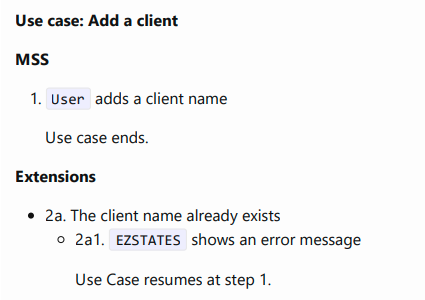 Use case: Add a client
MSS
1. User adds a client name
Use case ends.
Extensions
• 2a. The client name already exists
○ 2a1. EZSTATES shows an error message
Use Case resumes at step 1.